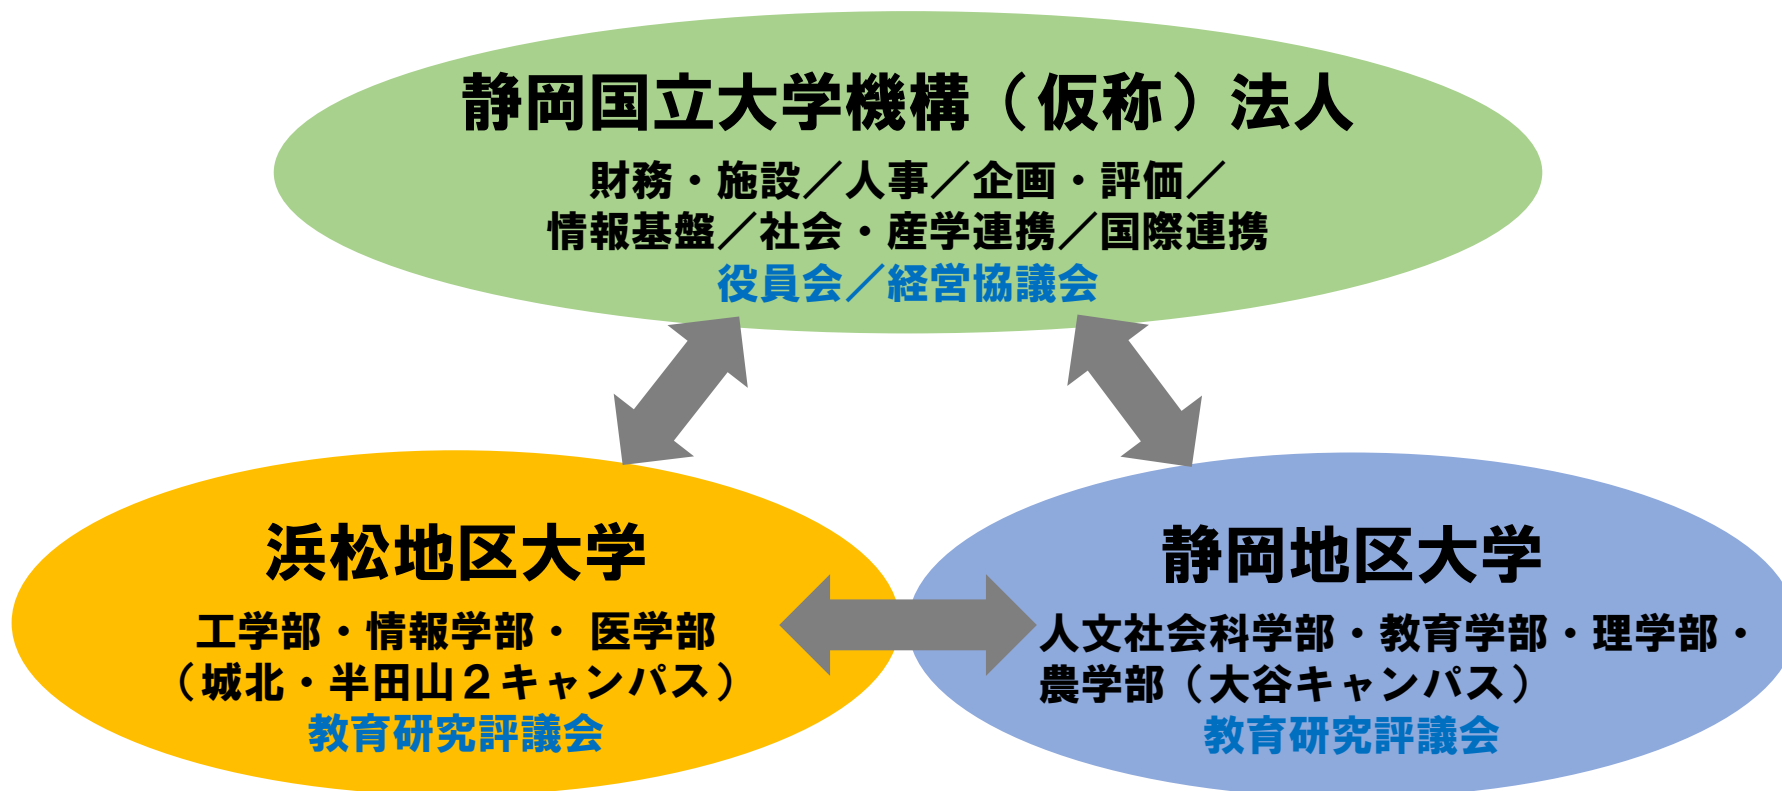 静岡国立大学機構（仮称）法人
財務・施設／人事／企画・評価／
情報基盤／社会・産学連携／国際連携
役員会／経営協議会
浜松地区大学
工学部・情報学部・ 医学部
（城北・半田山２キャンパス）
教育研究評議会
静岡地区大学
人文社会科学部・教育学部・理学部・
農学部（大谷キャンパス）
教育研究評議会